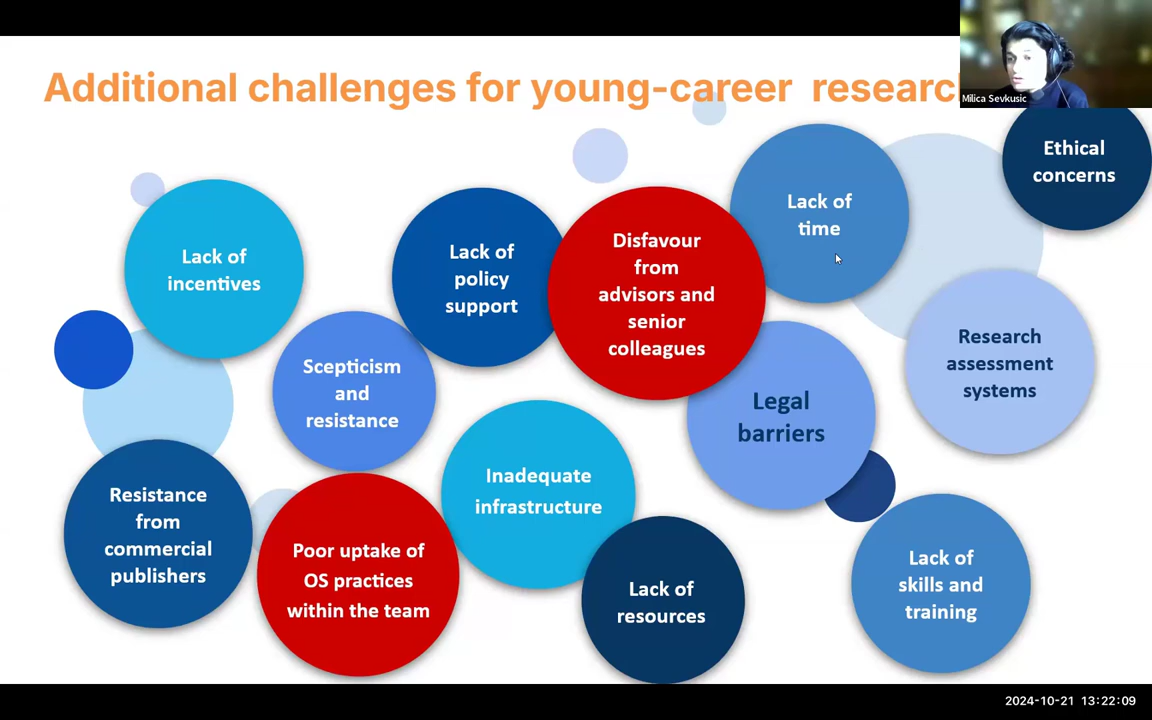 Additional challenges for young-career researc
Milica Sevkusic
Ethical
concerns
Lack of
time
Lack of
incentives
Lack of
policy
support
Disfavour
from
advisors and
senior
colleagues
Scepticism
and
resistance
Legal
barriers
Research
assessment
systems
Resistance
from
commercial
publishers
Poor uptake of
OS practices
within the team
Inadequate
infrastructure
Lack of
resources
Lack of
skills and
training
2024-10-21 13:22:09